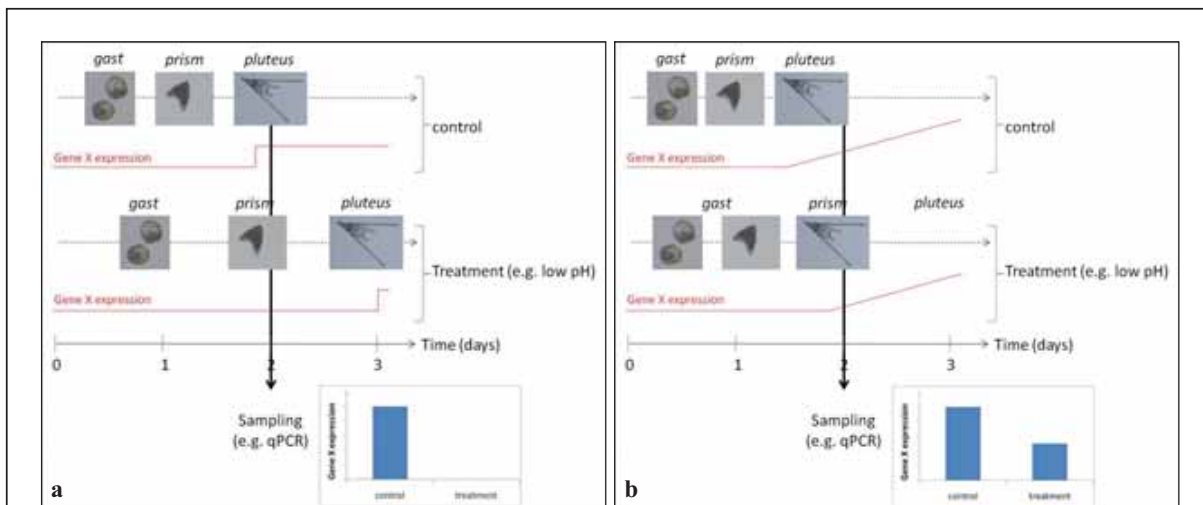 gast prism pluteus
control
Gene X expression
gast prism pluteus
Treatment (e.g. low pH)
Gene X expression
Time (days)
0 1 2 3
Sampling
(e.g. qPCR)
Gene X expression
control treatment
a
gast prism pluteus
control
Gene X expression
gast prism pluteus
Treatment (e.g. low pH)
Gene X expression
Time (days)
0 1 2 3
Sampling
(e.g. qPCR)
Gene X expression
control treatment
b